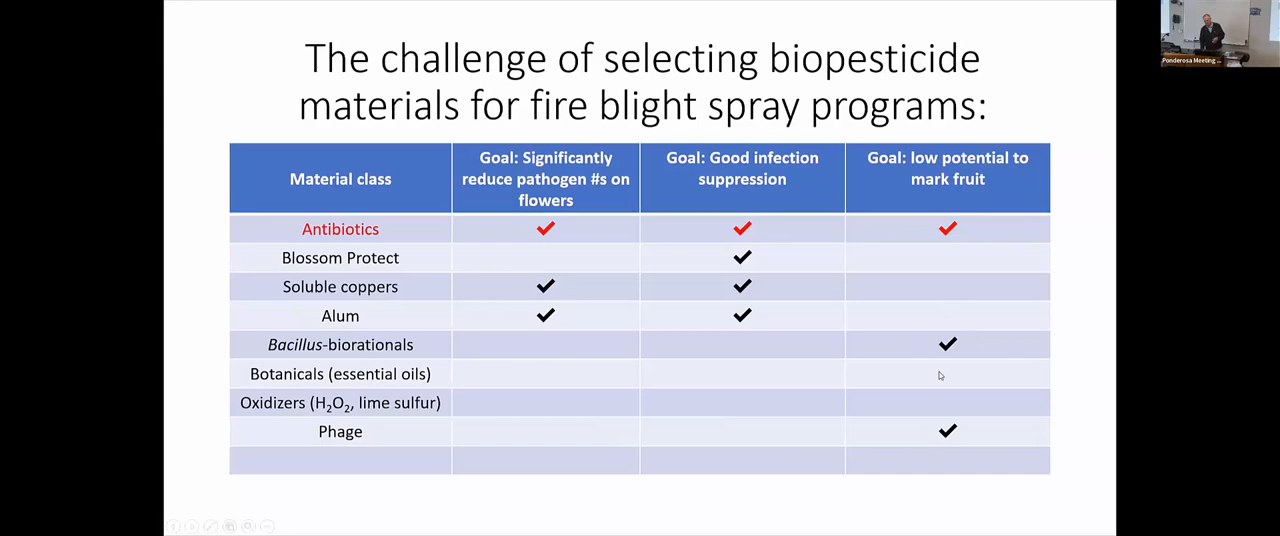 The challenge of selecting biopesticide
materials for fire blight spray programs:
Material class
Goal: Significantly
reduce pathogen #s on
flowers
Goal: Good infection
suppression
Goal: low potential to
mark fruit
Antibiotics ✓ ✓ ✓
Blossom Protect ✓
Soluble coppers ✓ ✓
Alum ✓ ✓
Bacillus-biorationals ✓
Botanicals (essential oils)
Oxidizers (H₂O₂, lime sulfur)
Phage ✓
Ponderosa Meeting ...